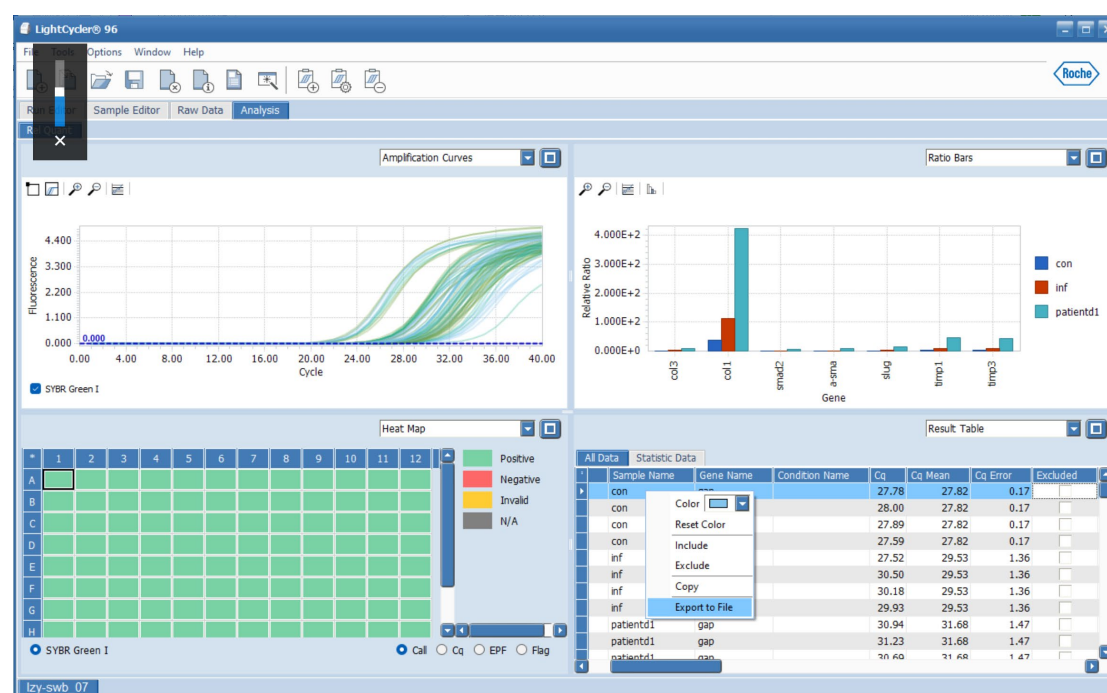 LightCycler® 96
File Tools Options Window Help
Roche
Run Editor Sample Editor Raw Data Analysis
Amplification Curves
Ratio Bars
4.400
3.300
2.200
1.100
0.000
0.000
Fluorescence
0.00 4.00 8.00 12.00 16.00 20.00 24.00 28.00 32.00 36.00 40.00
Cycle
SYBR Green I
4.000E+2
3.000E+2
2.000E+2
1.000E+2
0.000E+0
Relative Ratio
col3 col1 smad2 a-sma slug timp1 timp3
Gene
con
inf
patientd1
Heat Map
Result Table
* 1 2 3 4 5 6 7 8 9 10 11 12
A
B
C
D
E
F
G
H
Positive
Negative
Invalid
N/A
SYBR Green I
Call Cq EPF Flag
All Data Statistic Data
Sample Name Gene Name Condition Name Cq Cq Mean Cq Error Excluded
con 27.78 27.82 0.17
con 28.00 27.82 0.17
con 27.89 27.82 0.17
con 27.59 27.82 0.17
inf 27.52 29.53 1.36
inf 30.50 29.53 1.36
inf 30.18 29.53 1.36
inf 29.93 29.53 1.36
patientd1 gap 30.94 31.68 1.47
patientd1 gap 31.23 31.68 1.47
patientd1 gap 30.69 31.68 1.47
Color
Reset Color
Include
Exclude
Copy
Export to File
lzy-swb_07